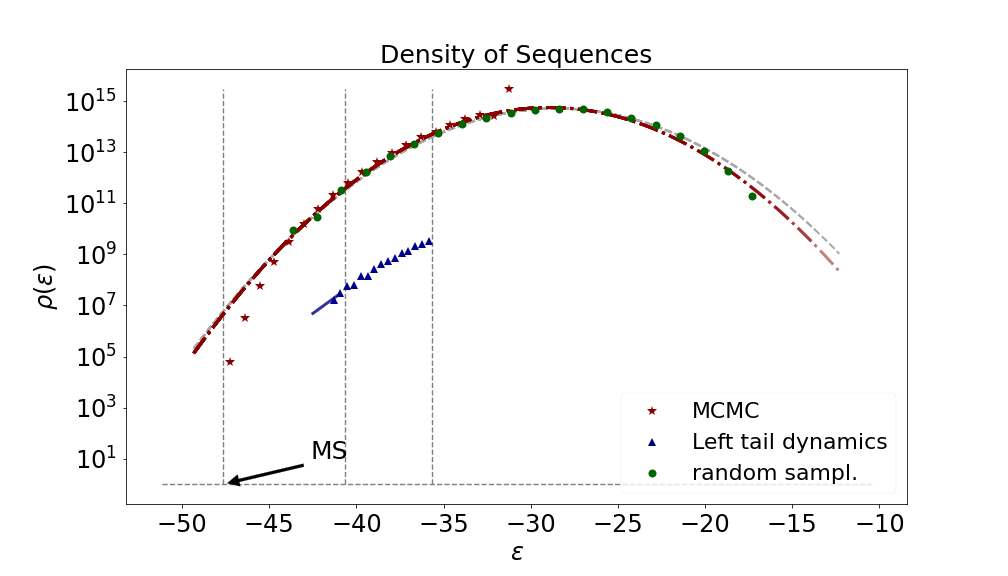 Density of Sequences
ρ(ε)
10^15
10^13
10^11
10^9
10^7
10^5
10^3
10^1
MS
MCMC
Left tail dynamics
random sampl.
−50 −45 −40 −35 −30 −25 −20 −15 −10
ε